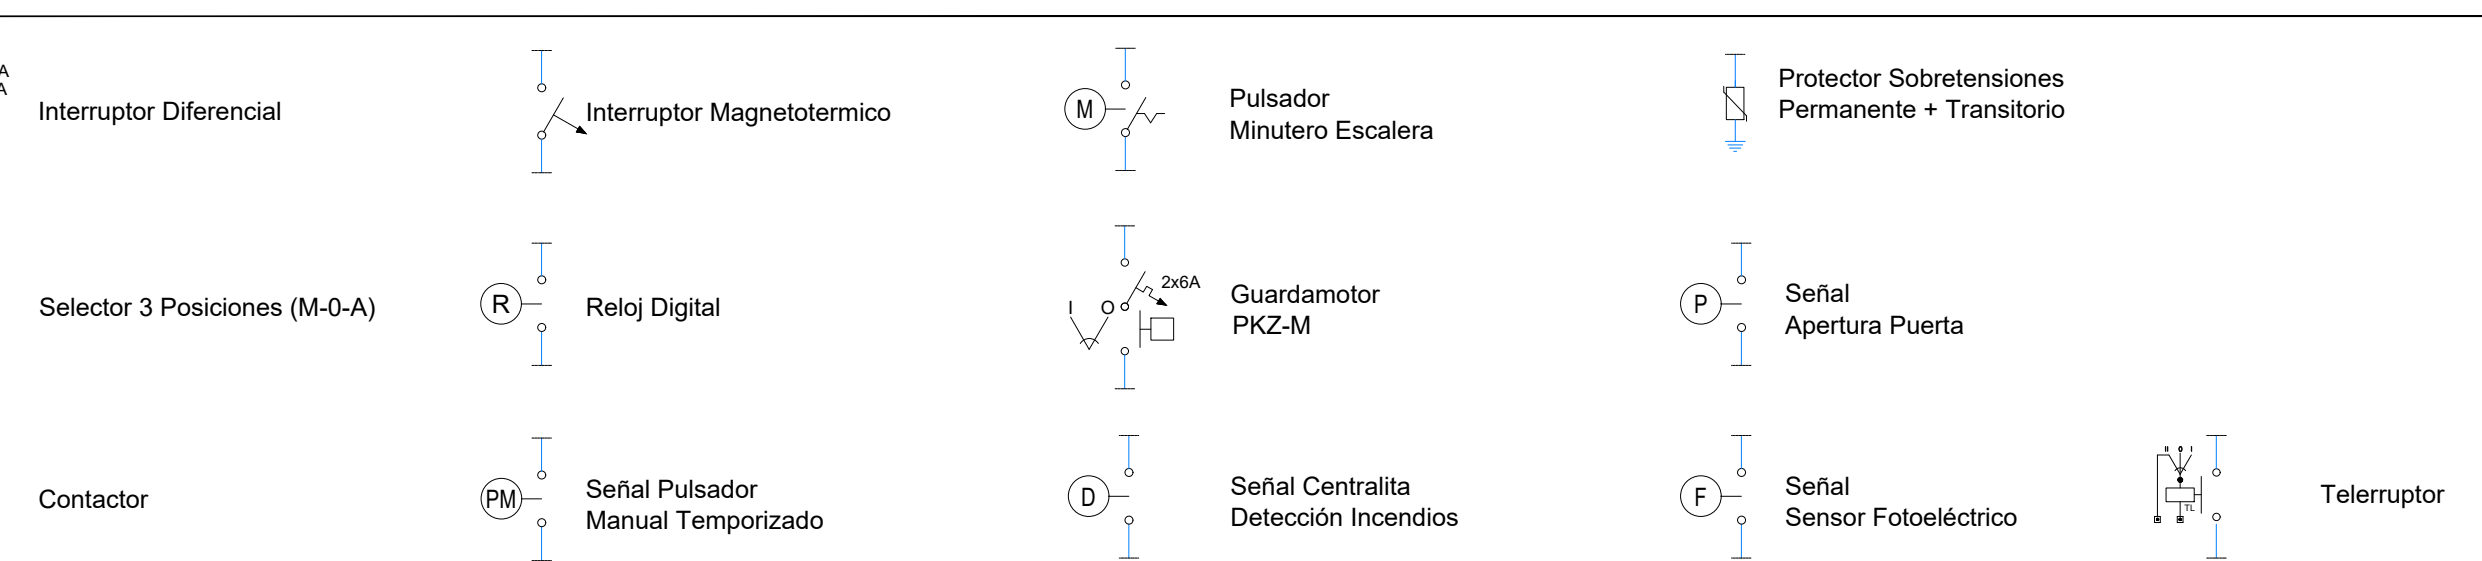 A
A
Interruptor Diferencial
Interruptor Magnetotermico
M
Pulsador
Minutero Escalera
Protector Sobretensiones
Permanente + Transitorio
Selector 3 Posiciones (M-0-A)
R
Reloj Digital
I O
2x6A
Guardamotor
PKZ-M
P
Señal
Apertura Puerta
Contactor
PM
Señal Pulsador
Manual Temporizado
D
Señal Centralita
Detección Incendios
F
Señal
Sensor Fotoeléctrico
II 0 I
TL
Telerruptor